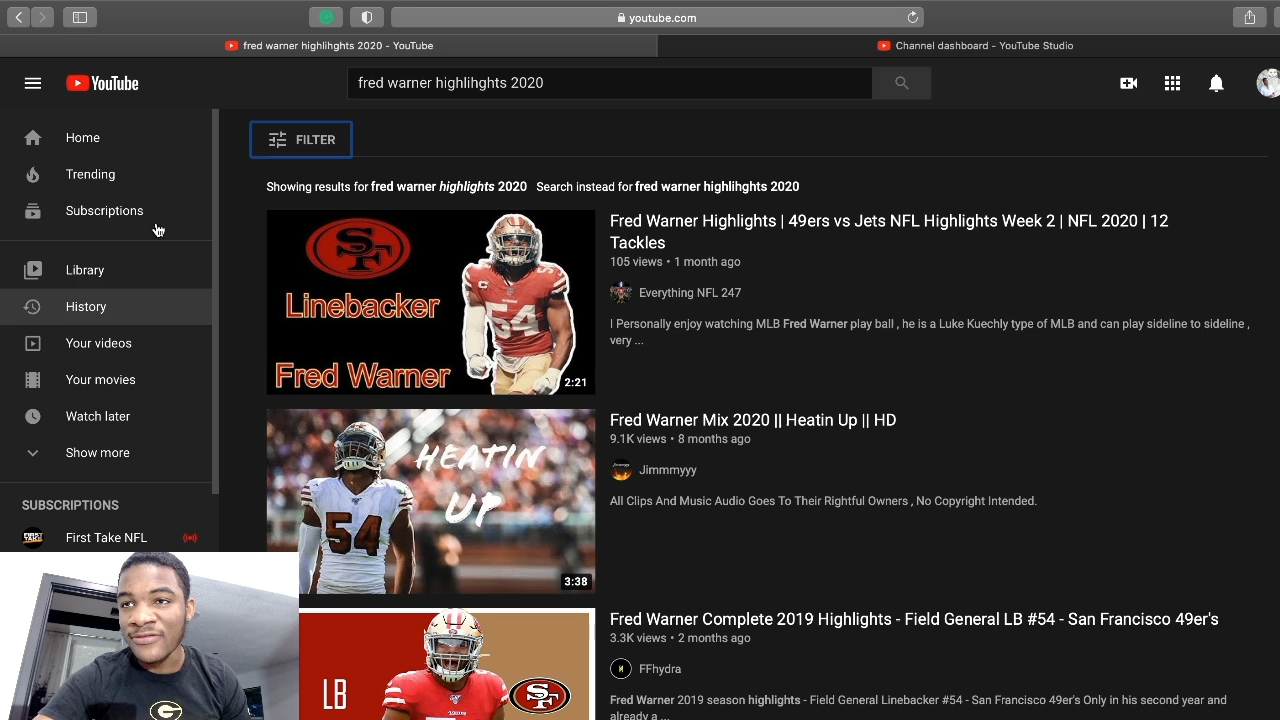 youtube.com
fred warner highlihghts 2020 - YouTube
Channel dashboard - YouTube Studio
YouTube
fred warner highlihghts 2020
Home
Trending
Subscriptions
Library
History
Your videos
Your movies
Watch later
Show more
SUBSCRIPTIONS
First Take NFL
FILTER
Showing results for fred warner highlights 2020 Search instead for fred warner highlihghts 2020
SF
Linebacker
54
Fred Warner
2:21
Fred Warner Highlights | 49ers vs Jets NFL Highlights Week 2 | NFL 2020 | 12
Tackles
105 views • 1 month ago
Everything NFL 247
I Personally enjoy watching MLB Fred Warner play ball , he is a Luke Kuechly type of MLB and can play sideline to sideline ,
very ...
HEATIN
UP
54
3:38
Fred Warner Mix 2020 || Heatin Up || HD
9.1K views • 8 months ago
Jimmmyyy
All Clips And Music Audio Goes To Their Rightful Owners , No Copyright Intended.
LB
SF
Fred Warner Complete 2019 Highlights - Field General LB #54 - San Francisco 49er's
3.3K views • 2 months ago
FFhydra
Fred Warner 2019 season highlights - Field General Linebacker #54 - San Francisco 49er's Only in his second year and
already a ...
G